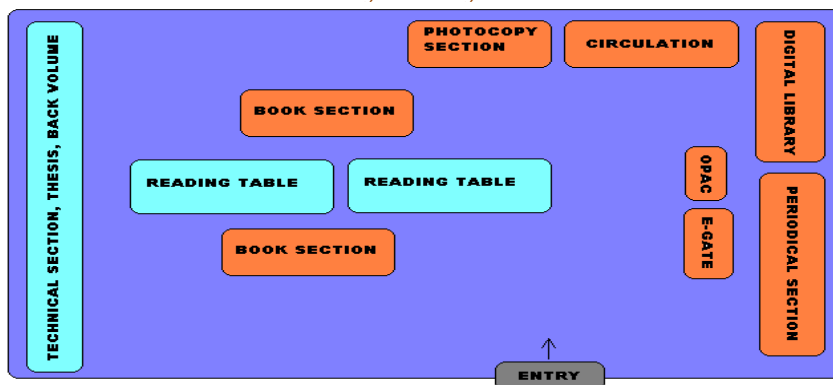 PHOTOCOPY
SECTION
CIRCULATION
DIGITAL LIBRARY
TECHNICAL SECTION, THESIS, BACK VOLUME
BOOK SECTION
READING TABLE
READING TABLE
OPAC
PERIODICAL SECTION
E-GATE
BOOK SECTION
ENTRY